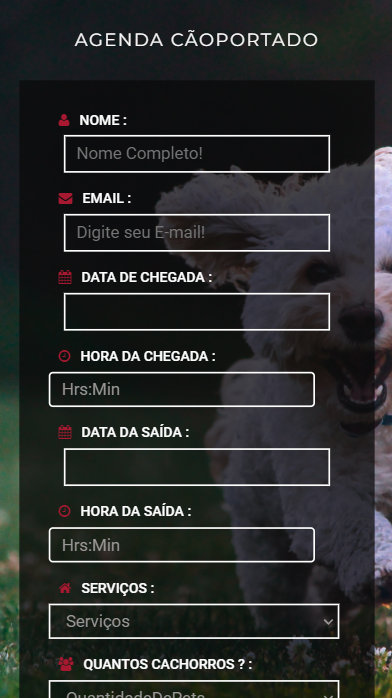 AGENDA CÃOPORTADO
NOME :
Nome Completo!
EMAIL :
Digite seu E-mail!
DATA DE CHEGADA :
HORA DA CHEGADA :
Hrs:Min
DATA DA SAÍDA :
HORA DA SAÍDA :
Hrs:Min
SERVIÇOS :
Serviços
QUANTOS CACHORROS ? :
QuantidadeDePets